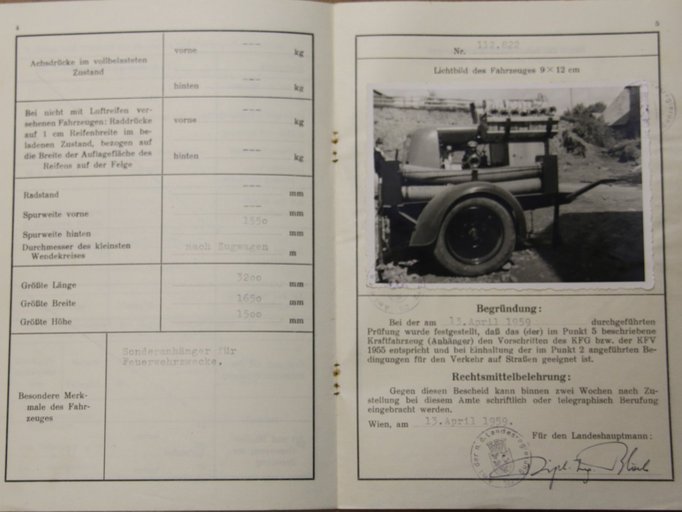 4
Achsdrücke im vollbelasteten
Zustand
vorne --- kg
hinten --- kg
Bei nicht mit Luftreifen ver-
sehenen Fahrzeugen: Raddrücke
auf 1 cm Reifenbreite im be-
ladenen Zustand, bezogen auf
die Breite der Auflagefläche des
Reifens auf der Felge
vorne --- kg
hinten --- kg
Radstand --- mm
Spurweite vorne --- mm
Spurweite hinten 1550 mm
Durchmesser des kleinsten
Wendekreises nach Zugwagen m
Größte Länge 3200 mm
Größte Breite 1650 mm
Größte Höhe 1500 mm
Besondere Merk-
male des Fahr-
zeuges
Sonderanhänger für
Feuerwehrzwecke.
5
Nr. 132.822
Lichtbild des Fahrzeuges 9 × 12 cm
Begründung:
Bei der am 13.April 1959 durchgeführten
Prüfung wurde festgestellt, daß das (der) im Punkt 5 beschriebene
Kraftfahrzeug (Anhänger) den Vorschriften des KFG bzw. der KFV
1955 entspricht und bei Einhaltung der im Punkt 2 angeführten Be-
dingungen für den Verkehr auf Straßen geeignet ist.
Rechtsmittelbelehrung:
Gegen diesen Bescheid kann binnen zwei Wochen nach Zu-
stellung bei diesem Amte schriftlich oder telegraphisch Berufung
eingebracht werden.
Wien, am 13.April 1959.
Für den Landeshauptmann:
Dipl. Ing.